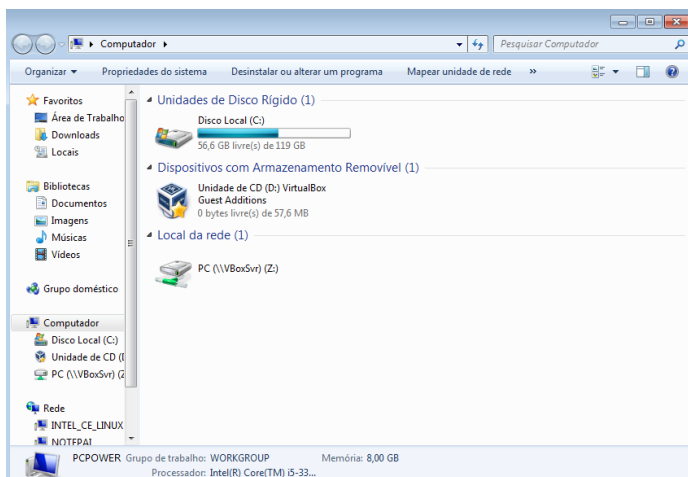 Computador
Pesquisar Computador
Organizar Propriedades do sistema Desinstalar ou alterar um programa Mapear unidade de rede »
Favoritos
Área de Trabalho
Downloads
Locais
Bibliotecas
Documentos
Imagens
Músicas
Vídeos
Grupo doméstico
Computador
Disco Local (C:)
Unidade de CD (D
PC (\\VBoxSvr) (Z
Rede
INTEL_CE_LINUX
NOTEPAI
Unidades de Disco Rígido (1)
Disco Local (C:)
56,6 GB livre(s) de 119 GB
Dispositivos com Armazenamento Removível (1)
Unidade de CD (D:) VirtualBox
Guest Additions
0 bytes livre(s) de 57,6 MB
Local da rede (1)
PC (\\VBoxSvr) (Z:)
PCPOWER Grupo de trabalho: WORKGROUP Memória: 8,00 GB
Processador: Intel(R) Core(TM) i5-33...